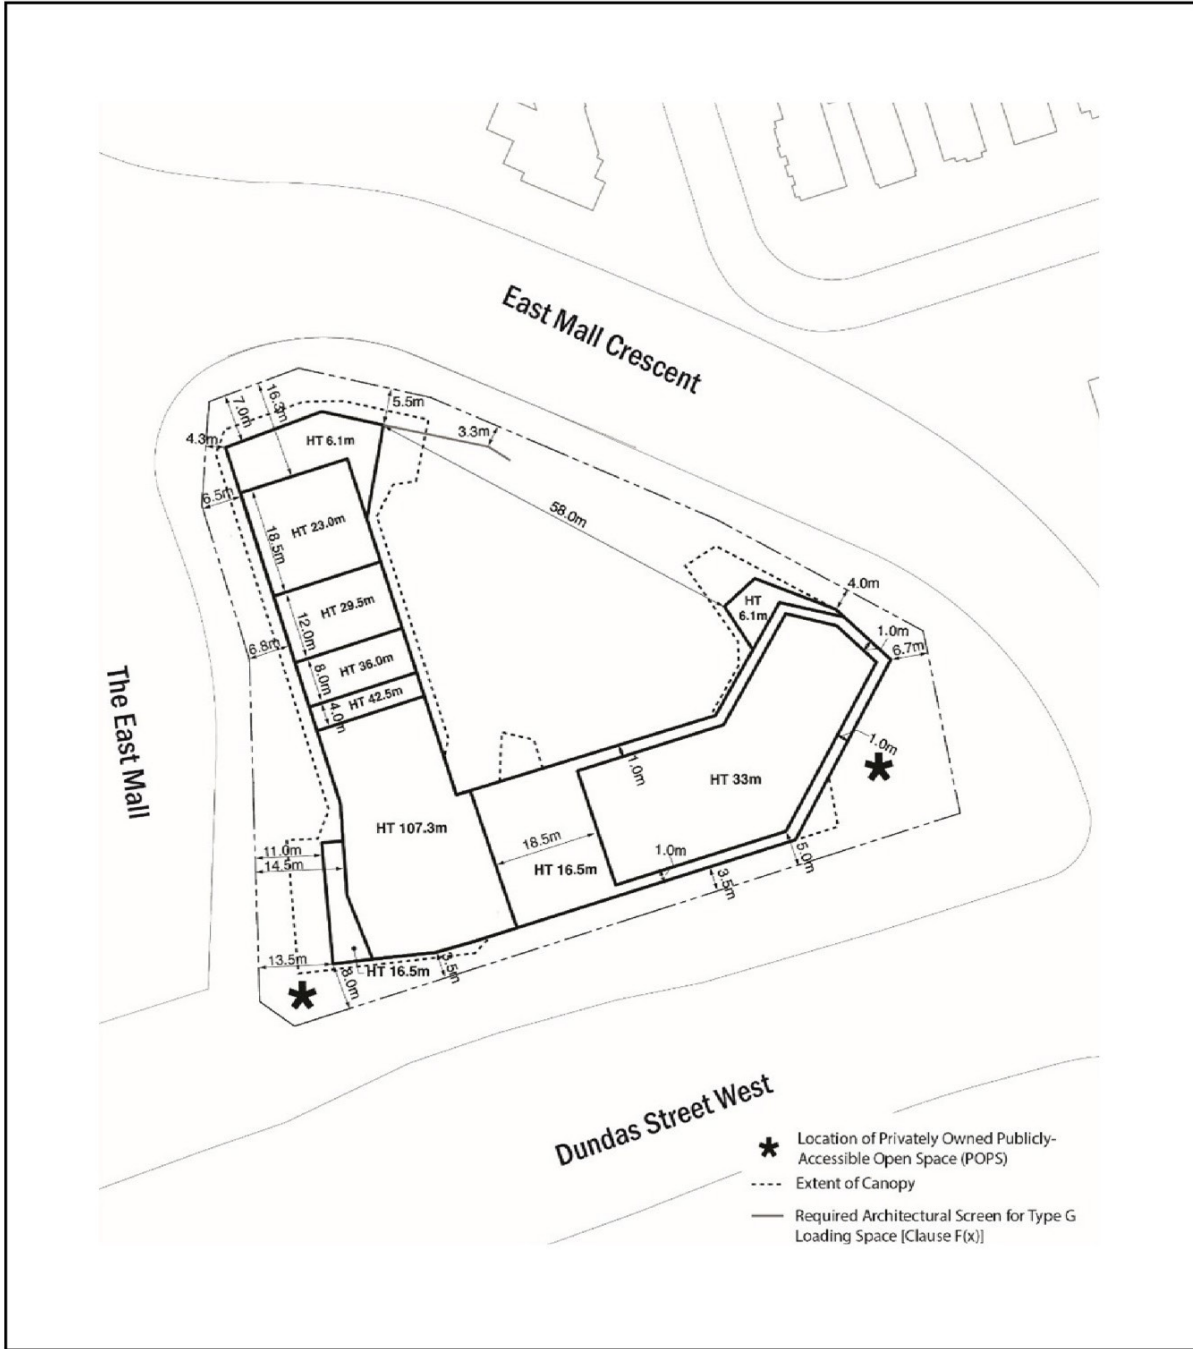 East Mall Crescent
16.3m
7.0m
5.5m
4.3m
HT 6.1m
3.3m
6.5m
58.0m
HT 23.0m
18.5m
4.0m
HT
6.1m
HT 29.5m
12.0m
1.0m
6.8m
6.7m
HT 36.0m
8.0m
HT 42.5m
4.0m
The East Mall
1.0m
1.0m
HT 33m
HT 107.3m
18.5m
11.0m
1.0m
14.5m
HT 16.5m
5.0m
3.5m
13.5m
HT 16.5m
3.5m
8.0m
Dundas Street West
Location of Privately Owned Publicly-
Accessible Open Space (POPS)
Extent of Canopy
Required Architectural Screen for Type G
Loading Space [Clause F(x)]